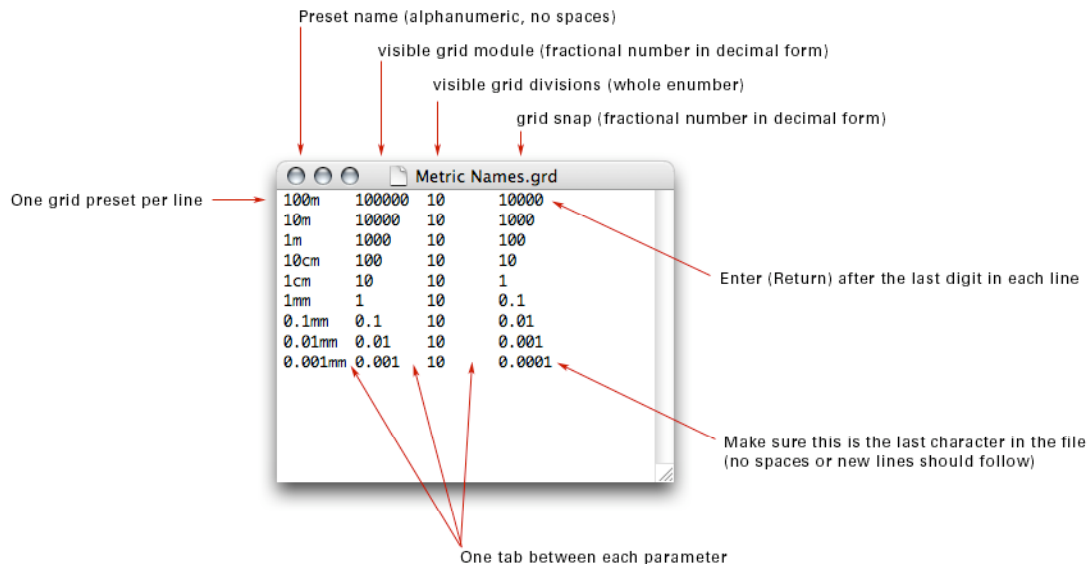 Preset name (alphanumeric, no spaces)
visible grid module (fractional number in decimal form)
visible grid divisions (whole enumber)
grid snap (fractional number in decimal form)
Metric Names.grd
One grid preset per line
100m 100000 10 10000
10m 10000 10 1000
1m 1000 10 100
10cm 100 10 10
1cm 10 10 1
1mm 1 10 0.1
0.1mm 0.1 10 0.01
0.01mm 0.01 10 0.001
0.001mm 0.001 10 0.0001
Enter (Return) after the last digit in each line
Make sure this is the last character in the file
(no spaces or new lines should follow)
One tab between each parameter